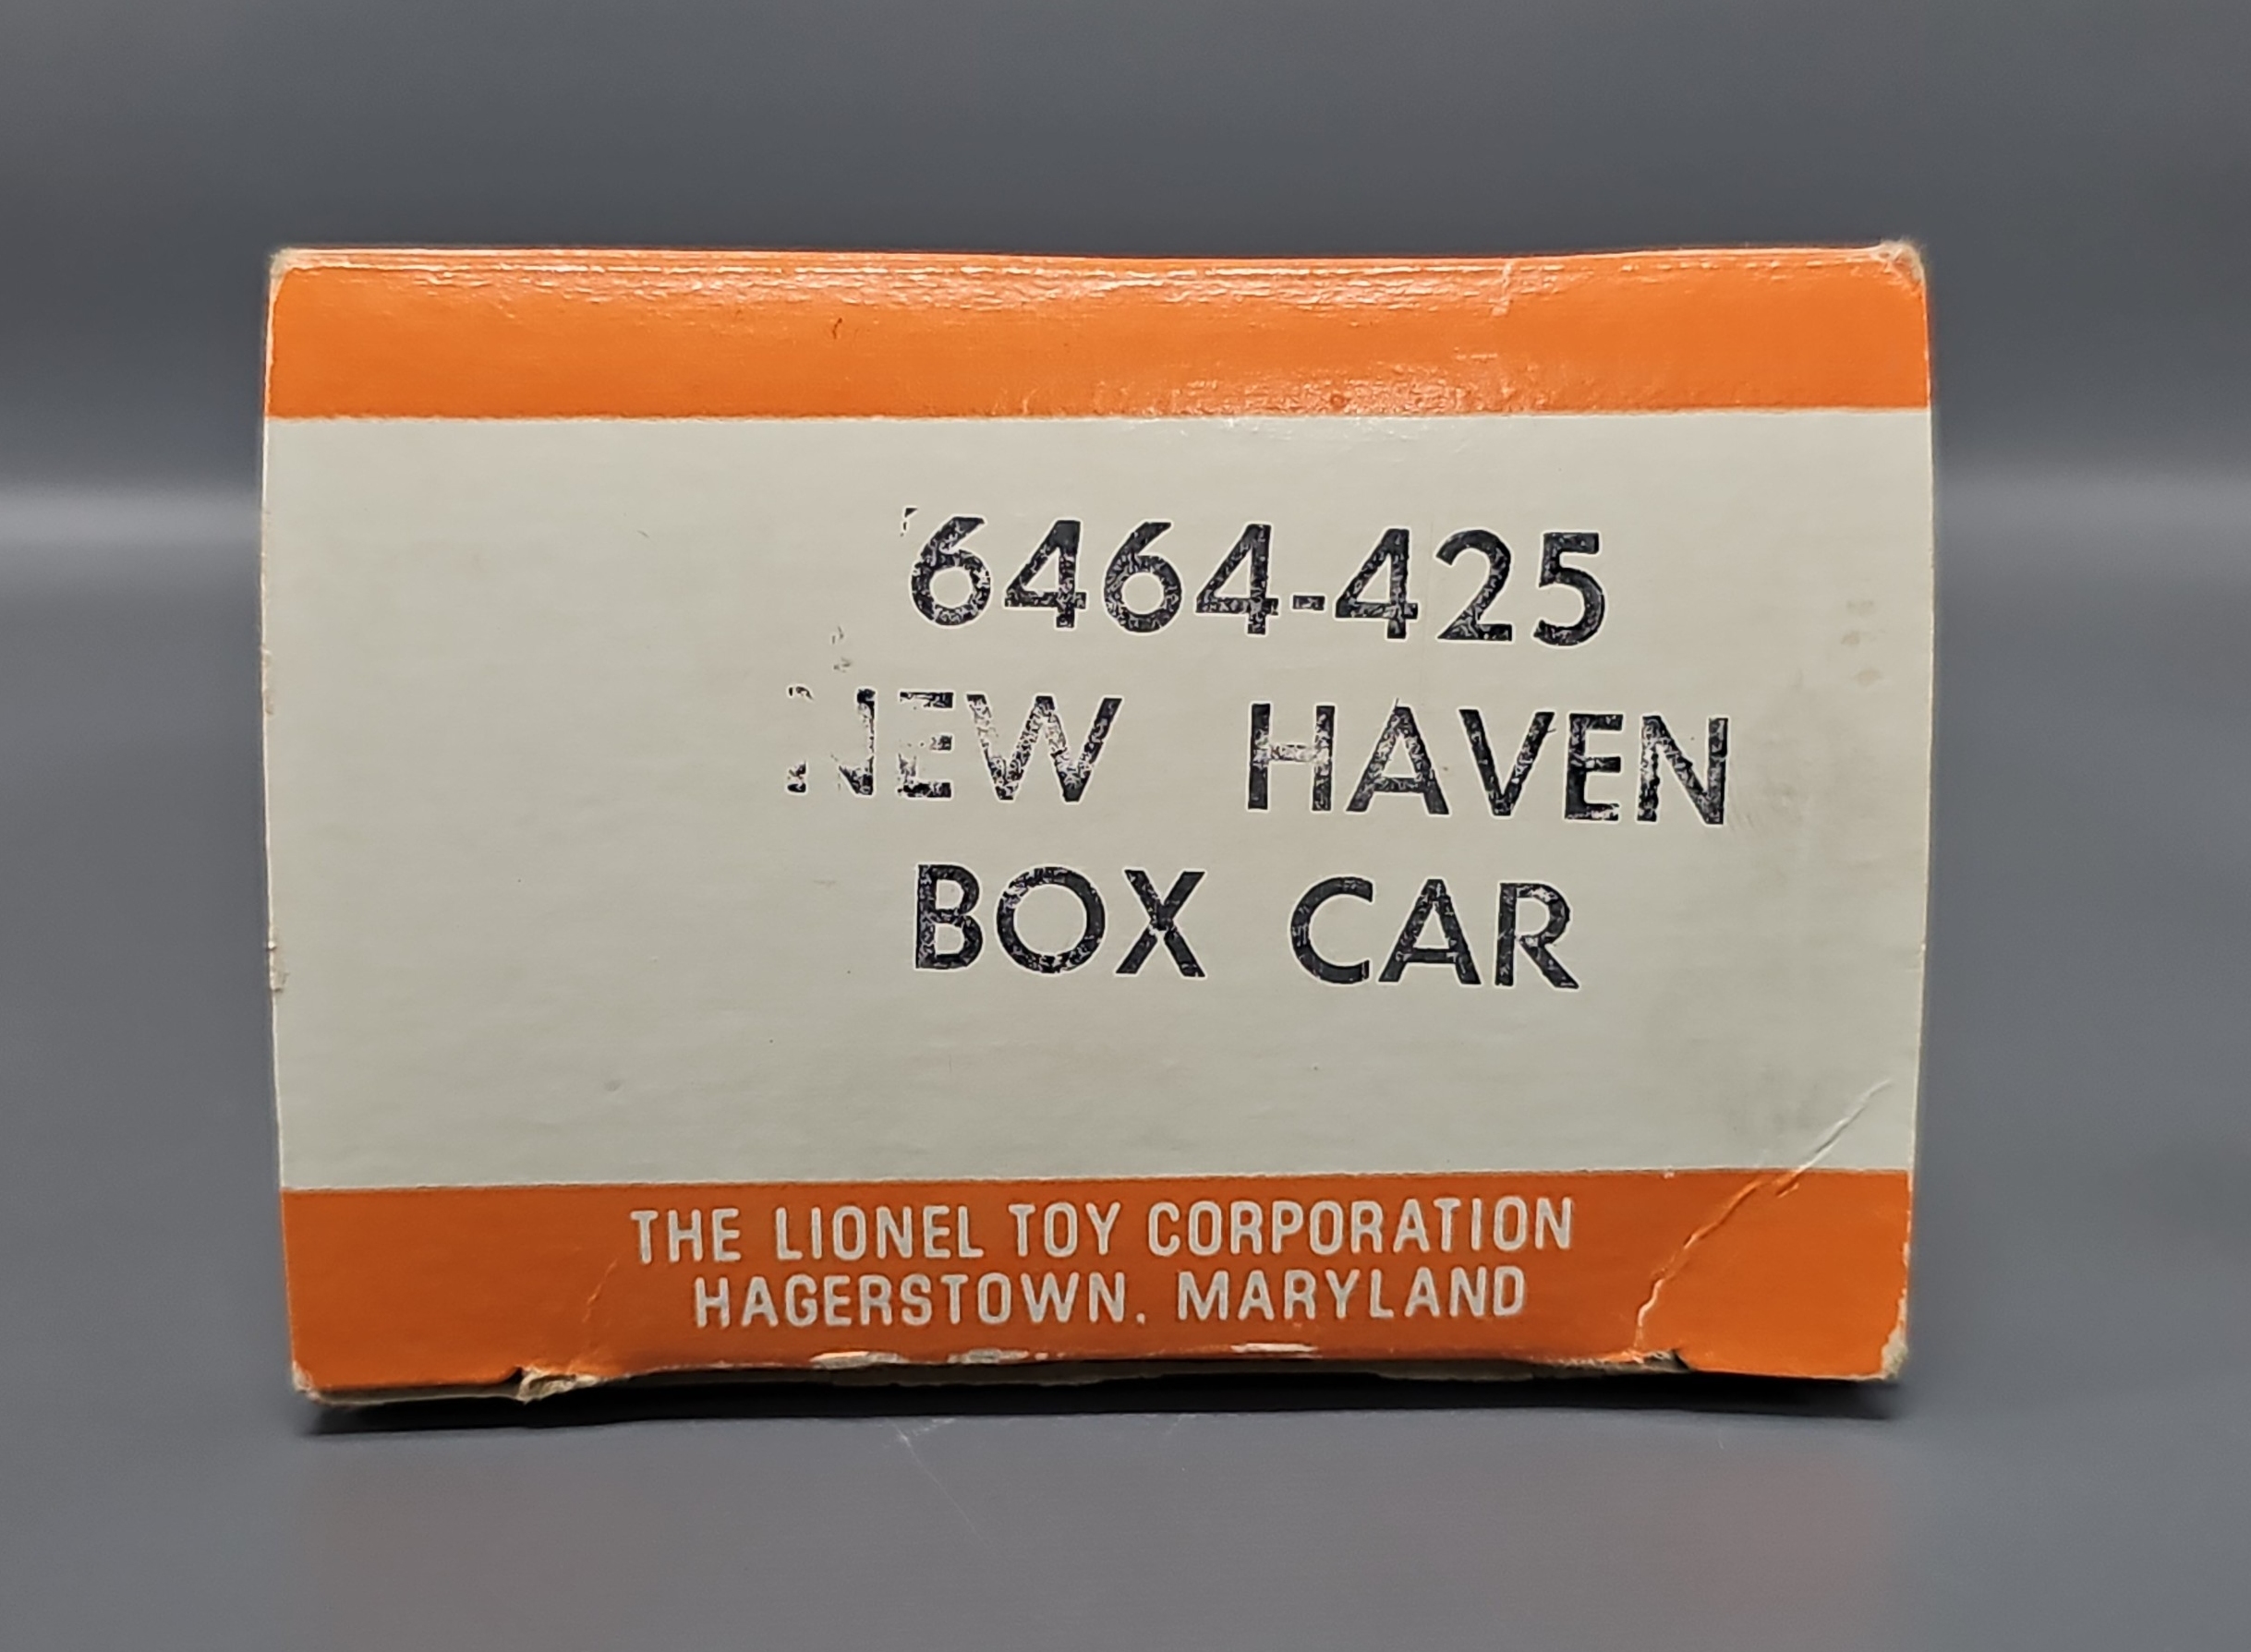 6464-425
NEW HAVEN
BOX CAR
THE LIONEL TOY CORPORATION
HAGERSTOWN, MARYLAND